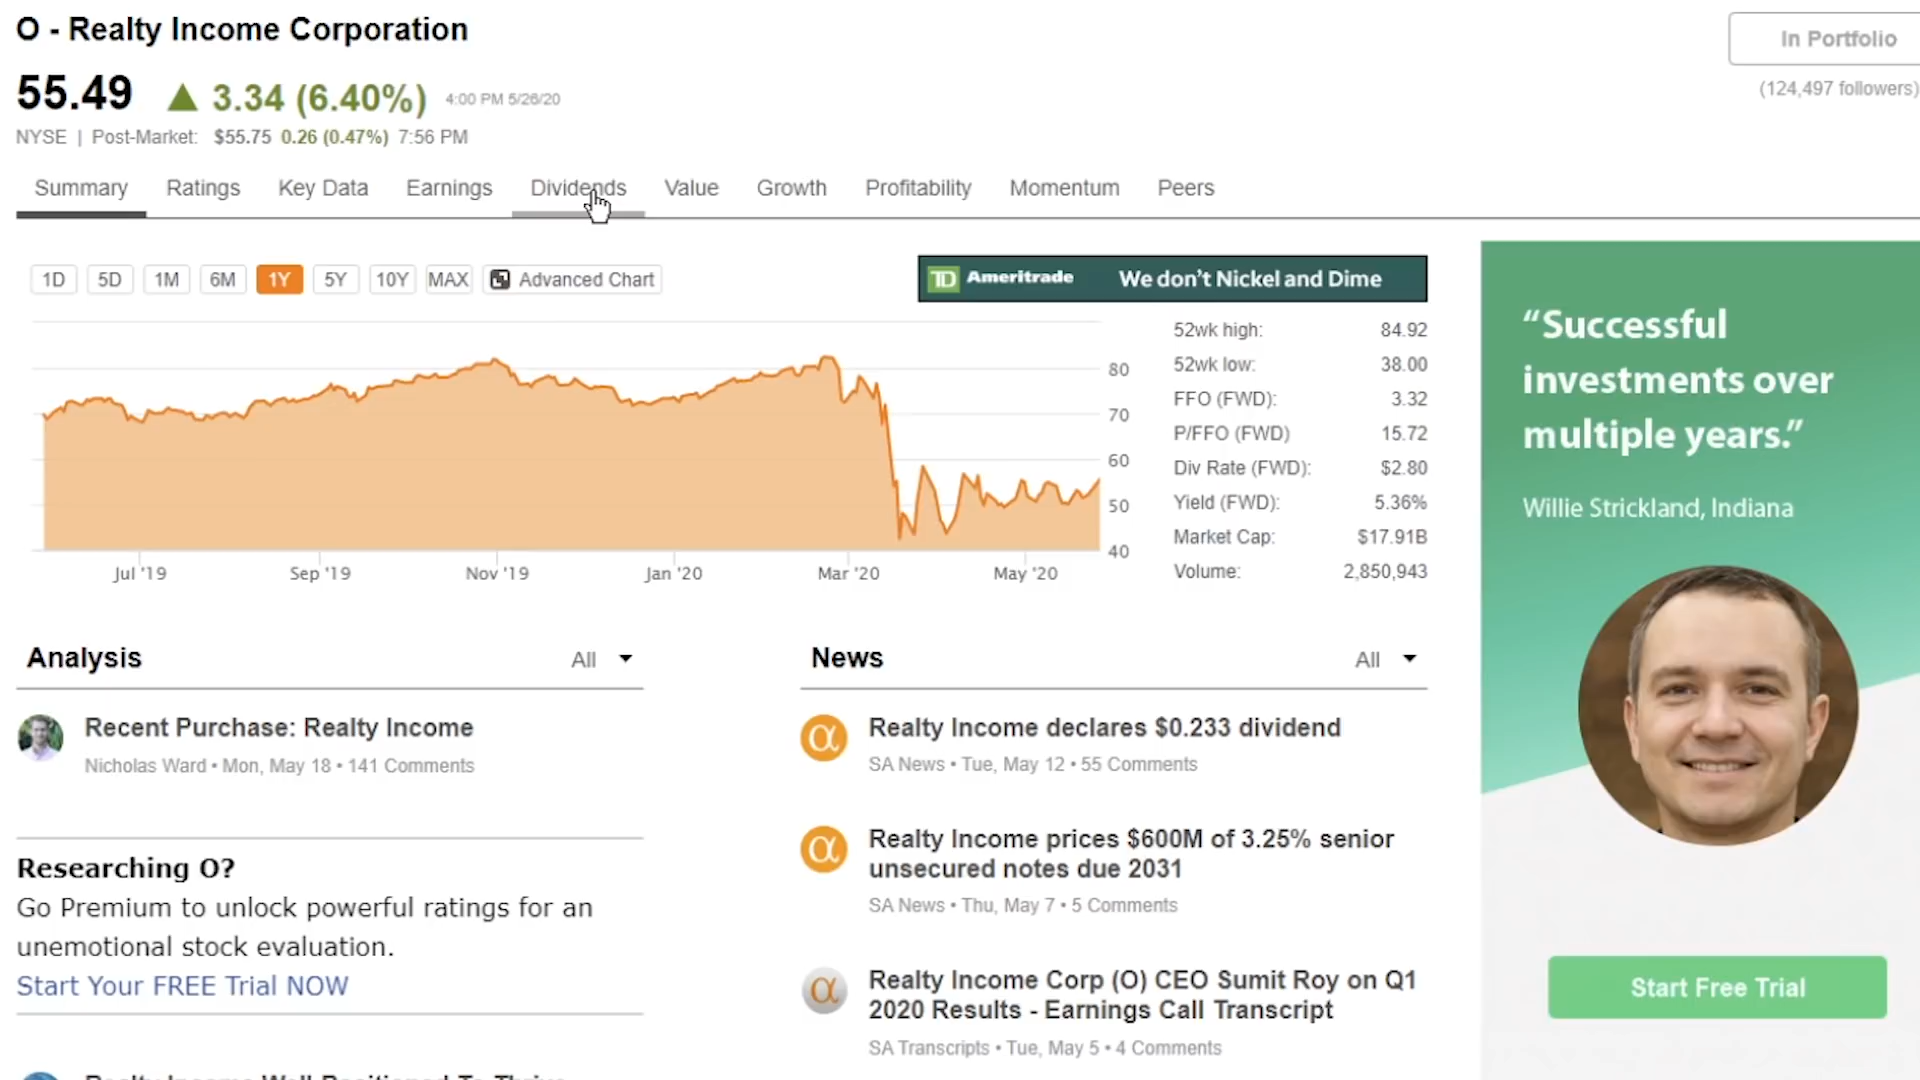 O - Realty Income Corporation
In Portfolio
55.49 3.34 (6.40%) 4:00 PM 5/26/20
(124,497 followers)
NYSE | Post-Market: $55.75 0.26 (0.47%) 7:56 PM
Summary Ratings Key Data Earnings Dividends Value Growth Profitability Momentum Peers
1D 5D 1M 6M 1Y 5Y 10Y MAX Advanced Chart
TD Ameritrade We don't Nickel and Dime
80
70
60
50
40
Jul '19 Sep '19 Nov '19 Jan '20 Mar '20 May '20
52wk high: 84.92
52wk low: 38.00
FFO (FWD): 3.32
P/FFO (FWD) 15.72
Div Rate (FWD): $2.80
Yield (FWD): 5.36%
Market Cap: $17.91B
Volume: 2,850,943
“Successful
investments over
multiple years.”
Willie Strickland, Indiana
Start Free Trial
Analysis All
Recent Purchase: Realty Income
Nicholas Ward • Mon, May 18 • 141 Comments
Researching O?
Go Premium to unlock powerful ratings for an
unemotional stock evaluation.
Start Your FREE Trial NOW
Realty Income Well-Positioned To Thrive
News All
Realty Income declares $0.233 dividend
SA News • Tue, May 12 • 55 Comments
Realty Income prices $600M of 3.25% senior
unsecured notes due 2031
SA News • Thu, May 7 • 5 Comments
Realty Income Corp (O) CEO Sumit Roy on Q1
2020 Results - Earnings Call Transcript
SA Transcripts • Tue, May 5 • 4 Comments